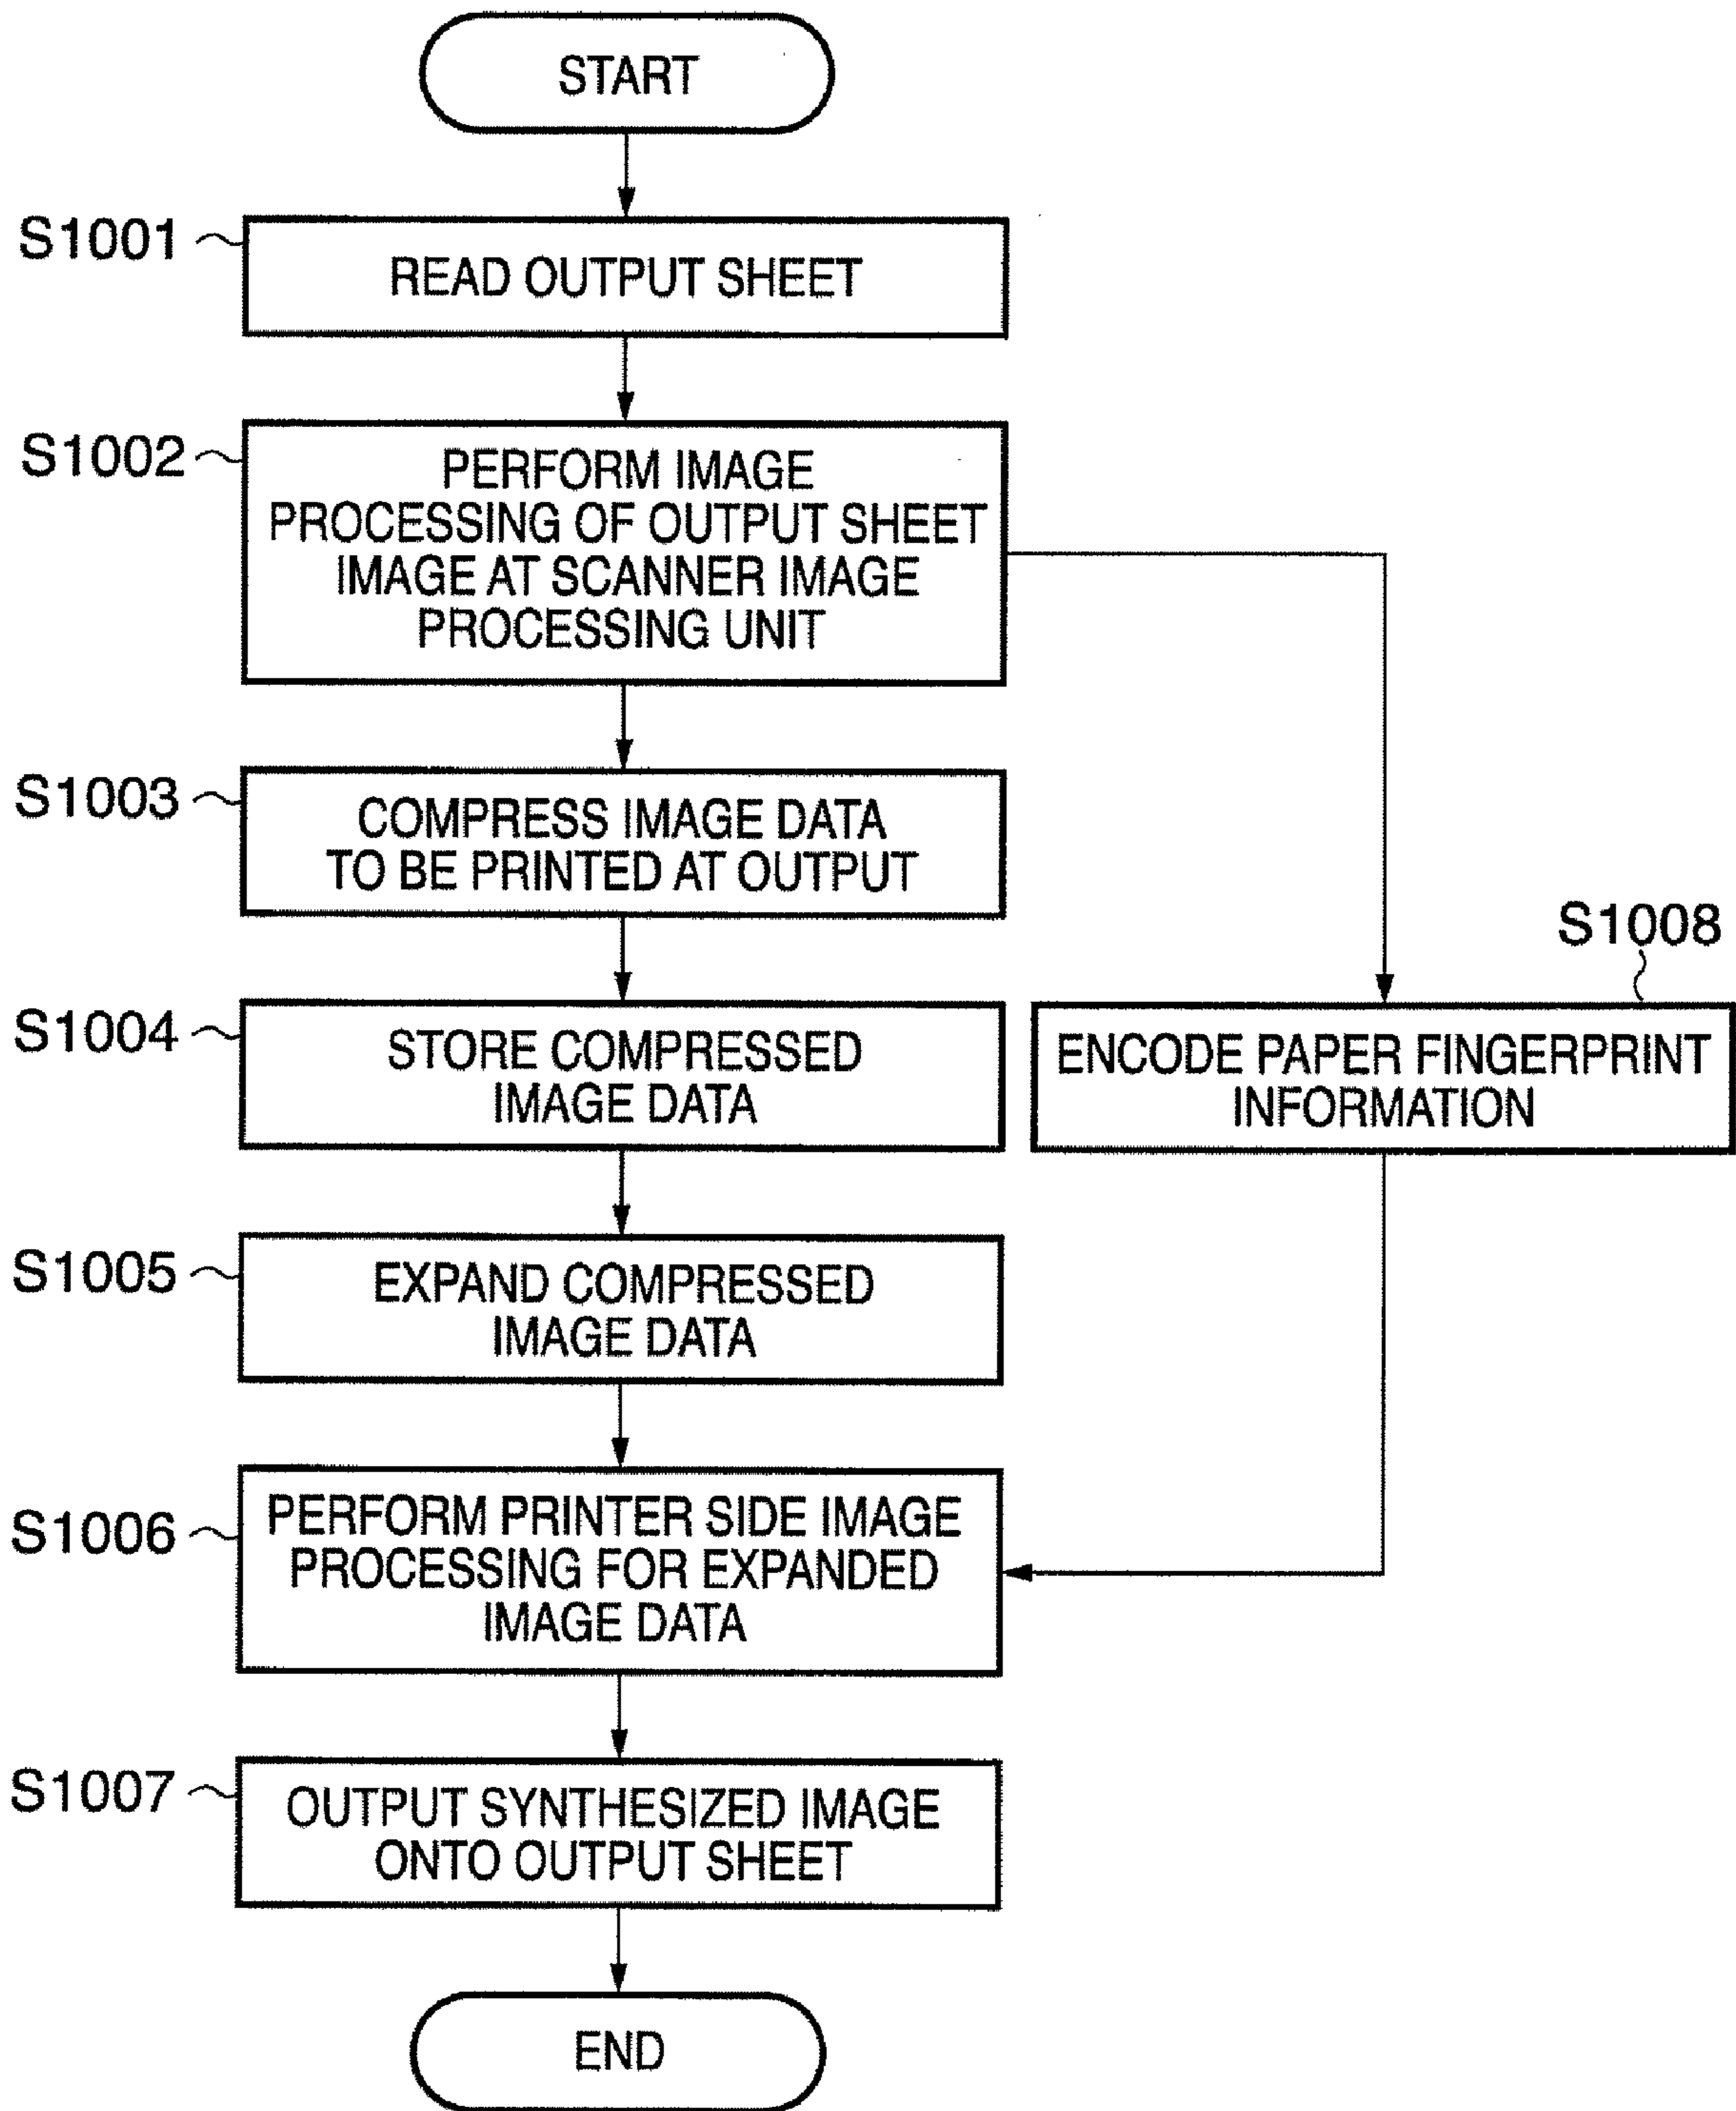 START
S1001
READ OUTPUT SHEET
S1002
PERFORM IMAGE
PROCESSING OF OUTPUT SHEET
IMAGE AT SCANNER IMAGE
PROCESSING UNIT
S1003
COMPRESS IMAGE DATA
TO BE PRINTED AT OUTPUT
S1008
S1004
STORE COMPRESSED
IMAGE DATA
ENCODE PAPER FINGERPRINT
INFORMATION
S1005
EXPAND COMPRESSED
IMAGE DATA
S1006
PERFORM PRINTER SIDE IMAGE
PROCESSING FOR EXPANDED
IMAGE DATA
S1007
OUTPUT SYNTHESIZED IMAGE
ONTO OUTPUT SHEET
END